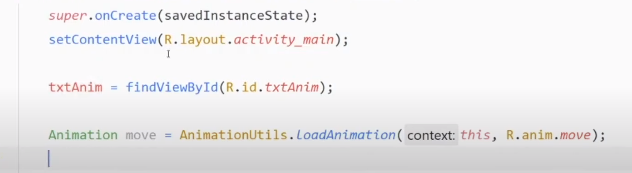 super.onCreate(savedInstanceState);
setContentView(R.layout.activity_main);
txtAnim = findViewById(R.id.txtAnim);
Animation move = AnimationUtils.loadAnimation( context: this, R.anim.move);